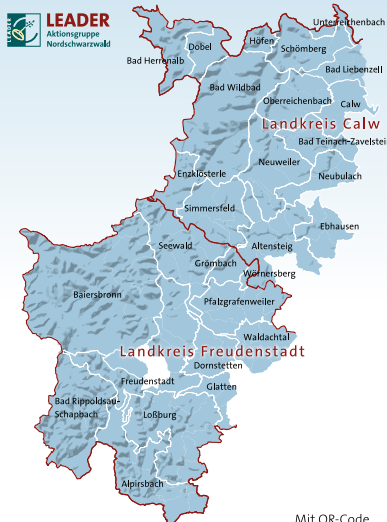 LEADER
LEADER
Aktionsgruppe
Nordschwarzwald
Unterreichenbach
Höfen
Dobel
Schömberg
Bad Herrenalb
Bad Liebenzell
Bad Wildbad
Oberreichenbach
Calw
Landkreis Calw
Bad Teinach-Zavelstei
Neuweiler
Enzklösterle
Neubulach
Simmersfeld
Ebhausen
Seewald
Altensteig
Grömbach
Wörnersberg
Baiersbronn
Pfalzgrafenweiler
Waldachtal
Landkreis Freudenstadt
Dornstetten
Freudenstadt
Glatten
Bad Rippoldsau-
Schapbach
Loßburg
Alpirsbach
Mit QR-Code